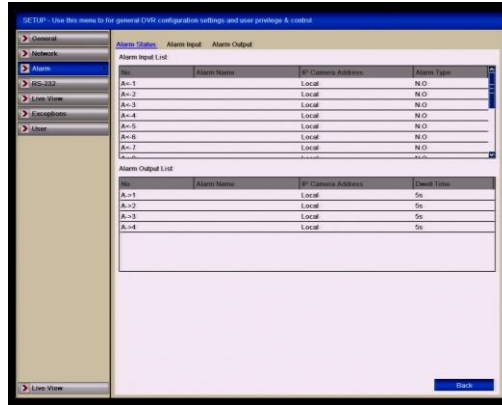 SETUP - Use this menu to for general DVR configuration settings and user privilege & control
General
Network
Alarm
RS-232
Live View
Exceptions
User
Alarm Status Alarm Input Alarm Output
Alarm Input List
No. Alarm Name IP Camera Address Alarm Type
A<-1 Local N.O
A<-2 Local N.O
A<-3 Local N.O
A<-4 Local N.O
A<-5 Local N.O
A<-6 Local N.O
A<-7 Local N.O
Alarm Output List
No. Alarm Name IP Camera Address Dwell Time
A->1 Local 5s
A->2 Local 5s
A->3 Local 5s
A->4 Local 5s
Live View
Back